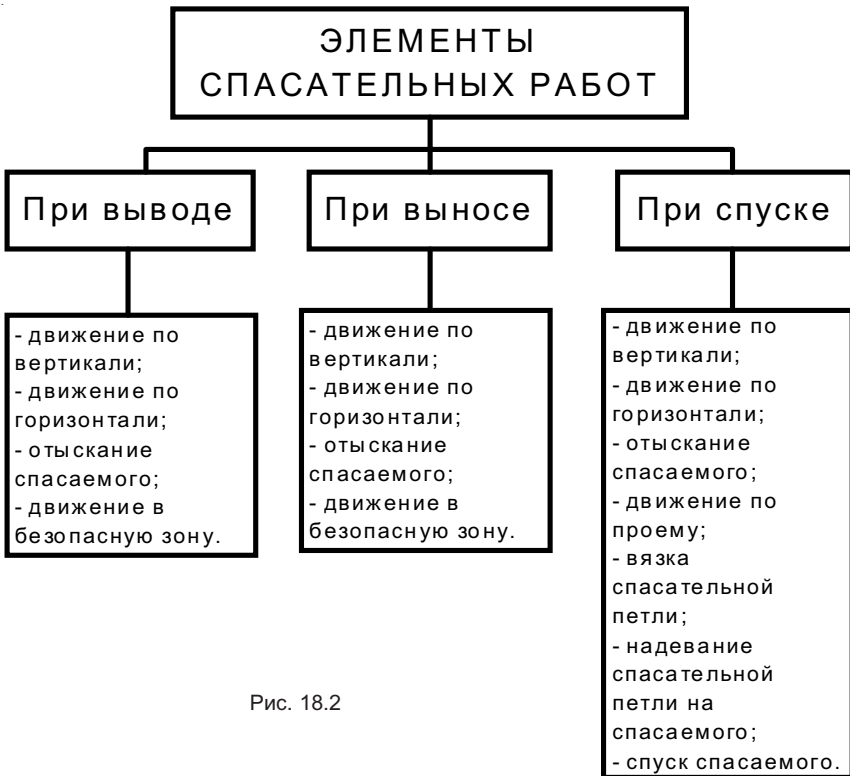 ЭЛЕМЕНТЫ
СПАСАТЕЛЬНЫХ РАБОТ
При выводе
При выносе
При спуске
- движение по
вертикали;
- движение по
горизонтали;
- отыскание
спасаемого;
- движение в
безопасную зону.
- движение по
вертикали;
- движение по
горизонтали;
- отыскание
спасаемого;
- движение в
безопасную зону.
- движение по
вертикали;
- движение по
горизонтали;
- отыскание
спасаемого;
- движение по
проему;
- вязка
спасательной
петли;
- надевание
спасательной
петли на
спасаемого;
- спуск спасаемого.
Рис. 18.2